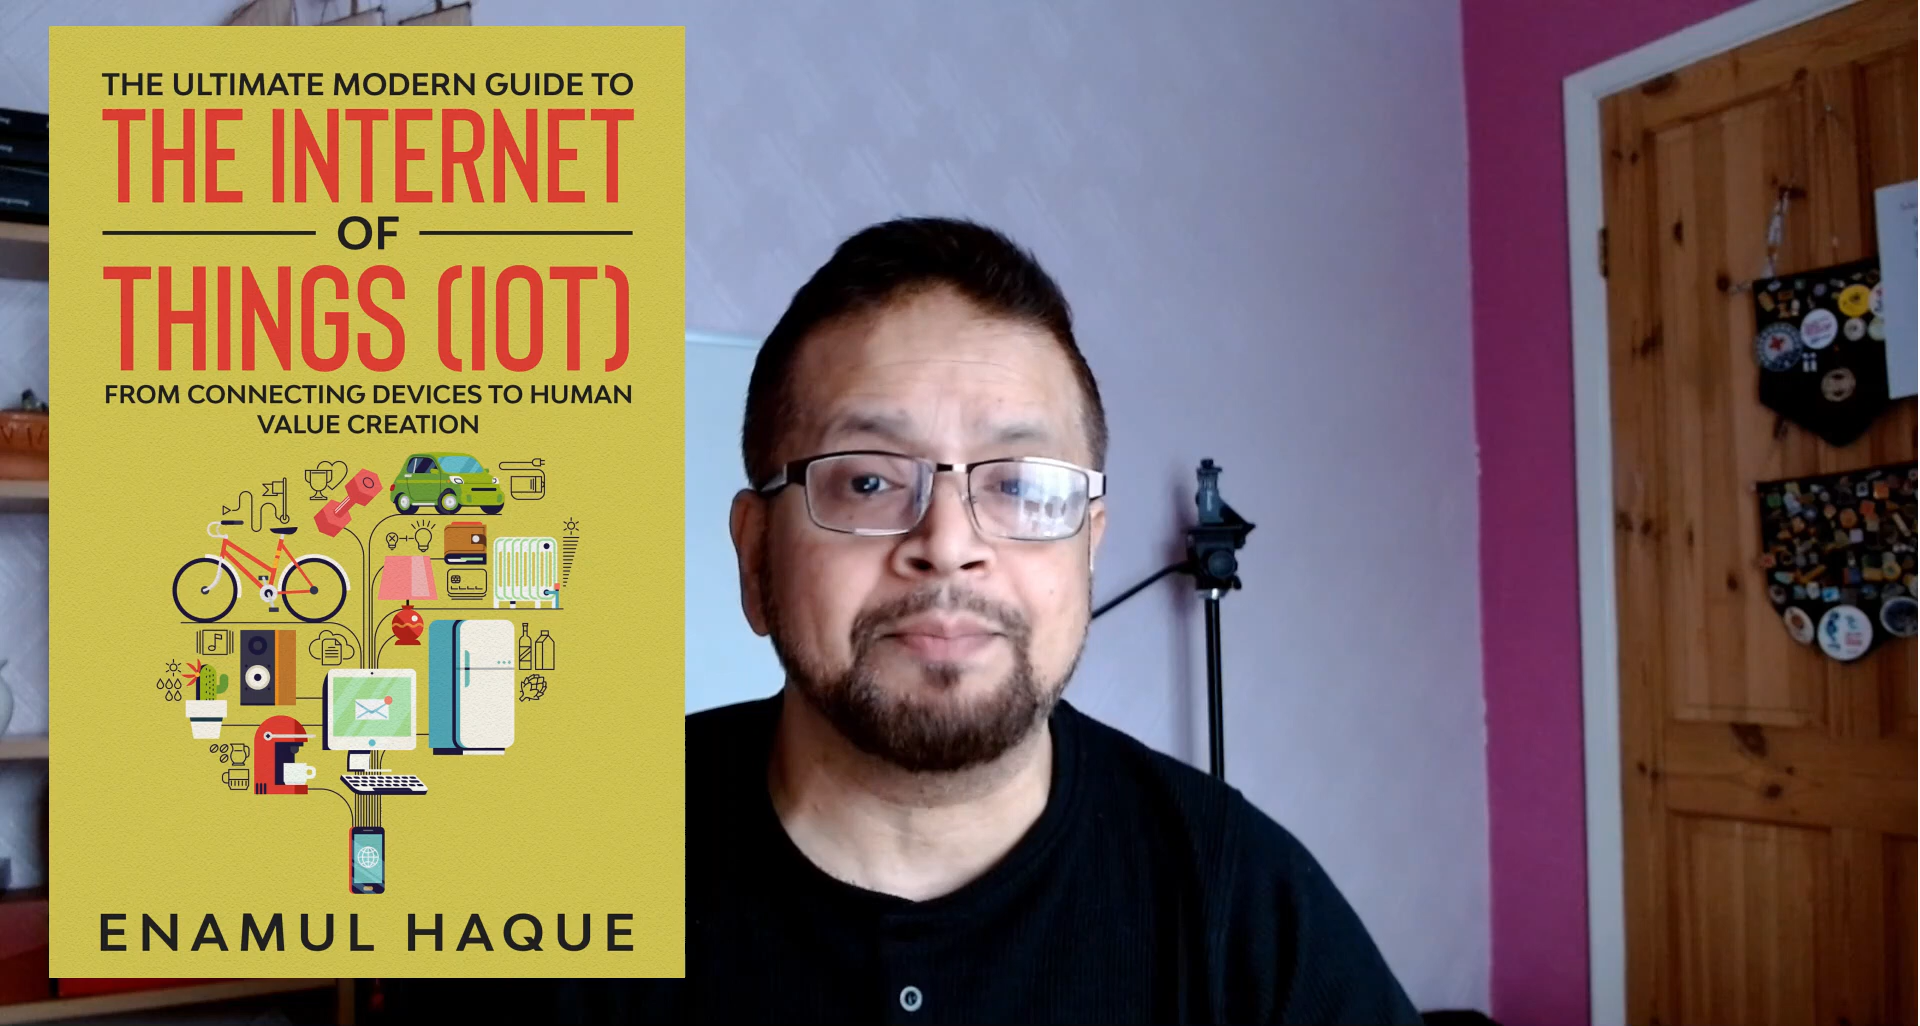 THE ULTIMATE MODERN GUIDE TO
THE INTERNET
OF
THINGS (IOT)
FROM CONNECTING DEVICES TO HUMAN
VALUE CREATION
ENAMUL HAQUE